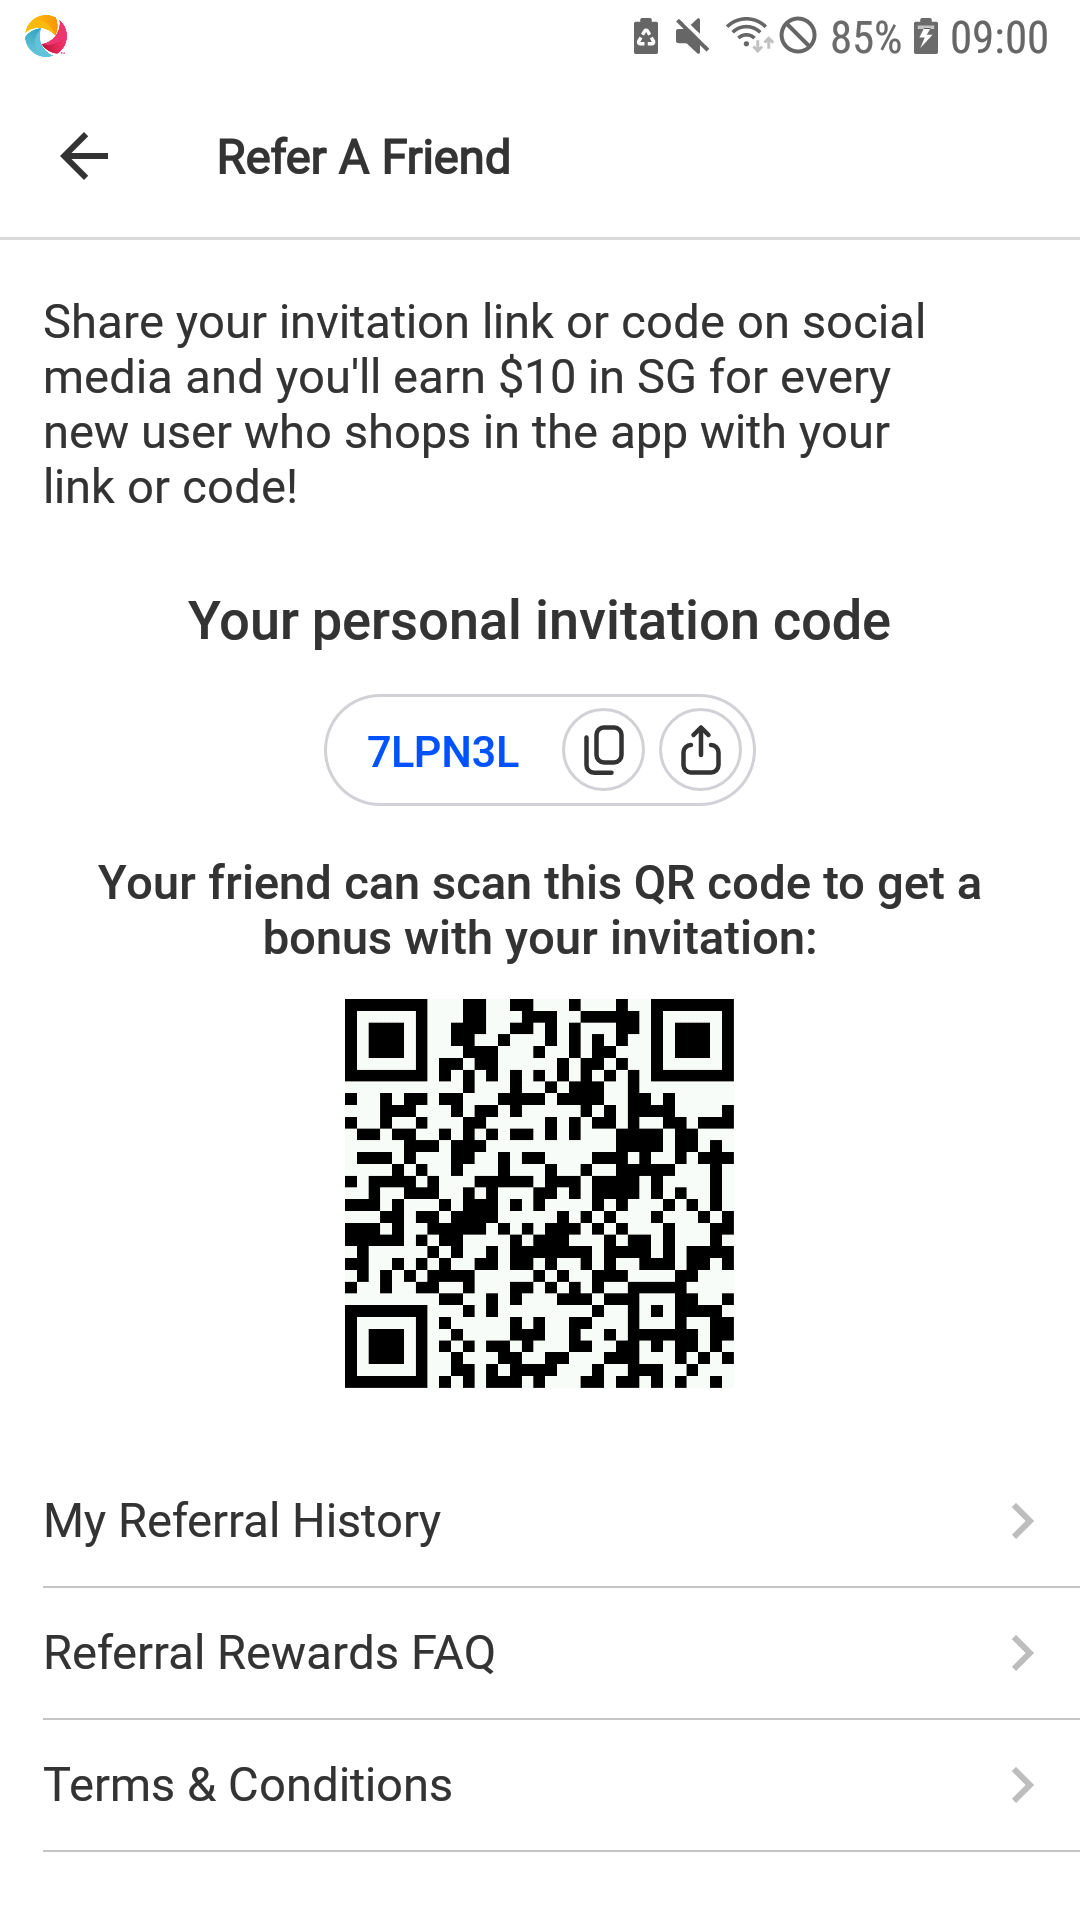 85% 09:00
Refer A Friend
Share your invitation link or code on social
media and you'll earn $10 in SG for every
new user who shops in the app with your
link or code!
Your personal invitation code
7LPN3L
Your friend can scan this QR code to get a
bonus with your invitation:
My Referral History
Referral Rewards FAQ
Terms & Conditions